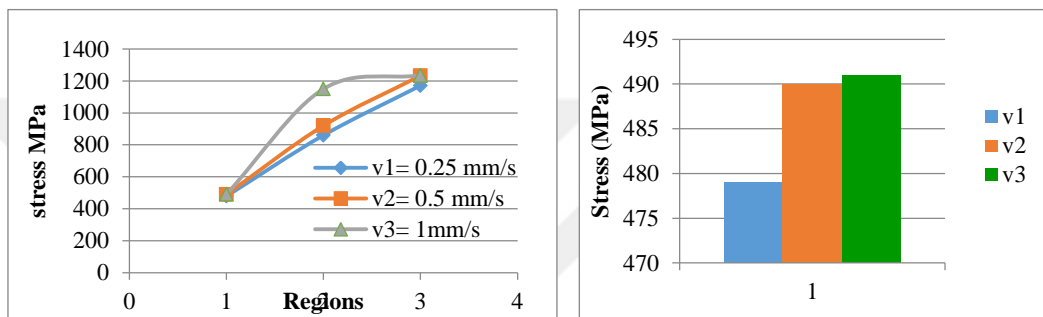 1400
1200
1000
800
600
400
200
0
stress MPa
v1= 0.25 mm/s
v2= 0.5 mm/s
v3= 1mm/s
0 1 2 3 4
Regions
495
490
485
480
475
470
Stress (MPa)
1
v1
v2
v3